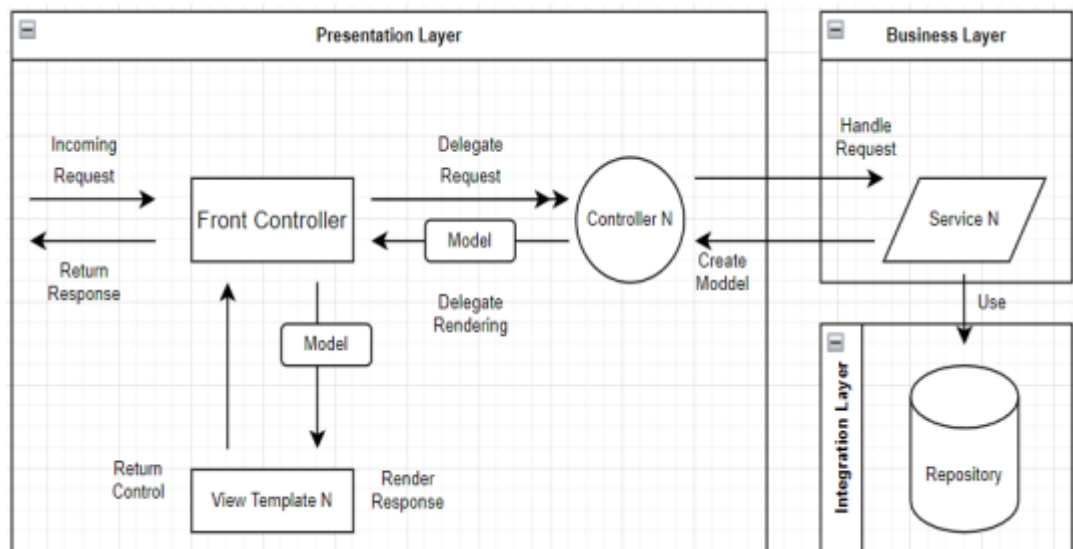 Presentation Layer
Business Layer
Incoming
Request
Delegate
Request
Handle
Request
Front Controller
Model
Controller N
Service N
Return
Response
Delegate
Rendering
Create
Moddel
Use
Model
Integration Layer
Return
Control
View Template N
Render
Response
Repository